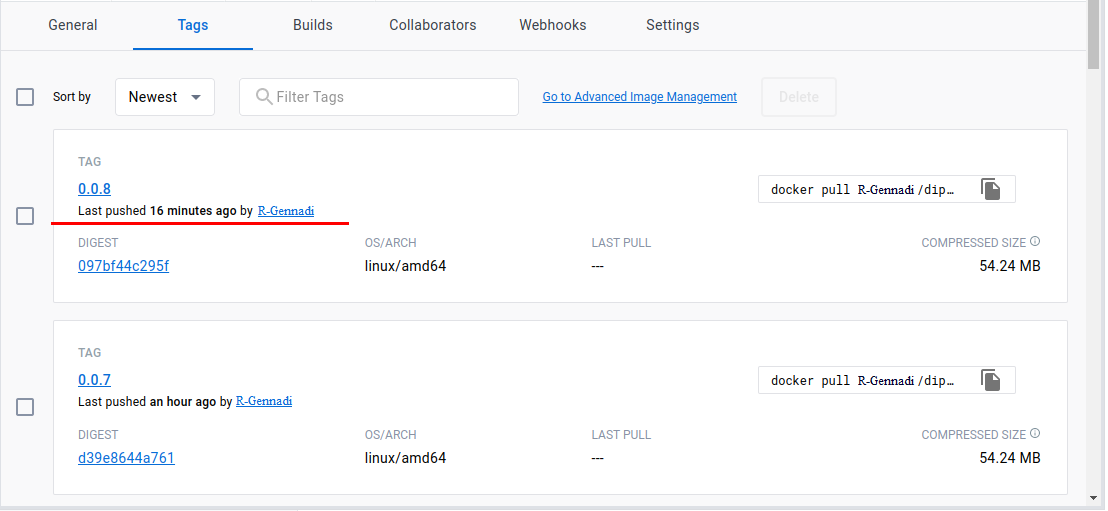 General Tags Builds Collaborators Webhooks Settings
Sort by Newest Filter Tags Go to Advanced Image Management Delete
TAG
0.0.8
docker pull R-Gennadi /dip…
Last pushed 16 minutes ago by R-Gennadi
DIGEST OS/ARCH LAST PULL COMPRESSED SIZE
097bf44c295f linux/amd64 --- 54.24 MB
TAG
0.0.7
docker pull R-Gennadi /dip…
Last pushed an hour ago by R-Gennadi
DIGEST OS/ARCH LAST PULL COMPRESSED SIZE
d39e8644a761 linux/amd64 --- 54.24 MB